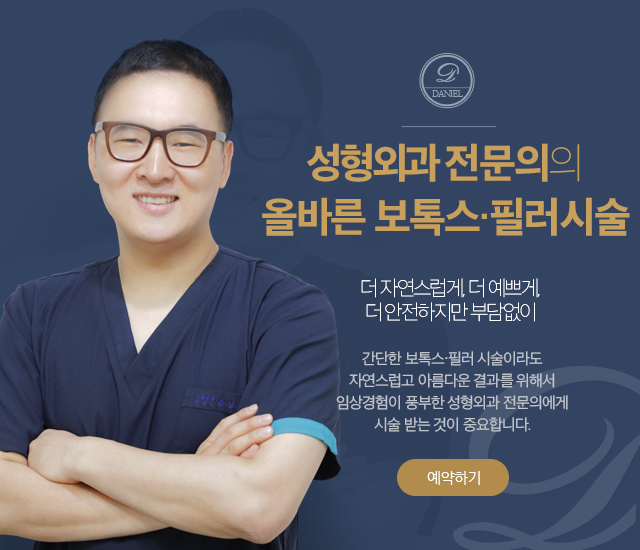 DANIEL
성형외과 전문의의
올바른 보톡스·필러시술
더 자연스럽게, 더 예쁘게,
더 안전하지만 부담없이
간단한 보톡스·필러 시술이라도
자연스럽고 아름다운 결과를 위해서
임상경험이 풍부한 성형외과 전문의에게
시술 받는 것이 중요합니다.
예약하기